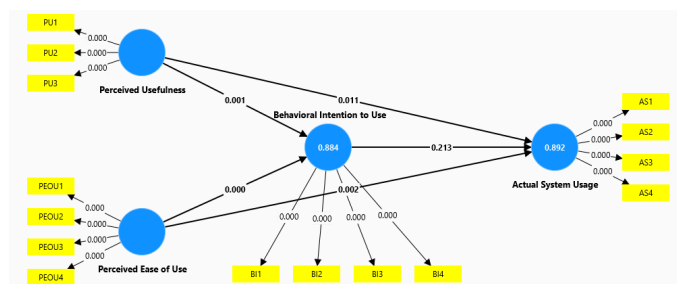 PU1
0.000
PU2
0.000
0.000
PU3
Perceived Usefulness
0.001
0.011
Behavioral Intention to Use
0.884
0.213
0.892
Actual System Usage
AS1
0.000
AS2
0.000
0.000
AS3
0.000
AS4
0.000
0.002
PEOU1
0.000
PEOU2
0.000
PEOU3
0.000
0.000
PEOU4
Perceived Ease of Use
0.000
0.000
0.000
0.000
BI1
BI2
BI3
BI4